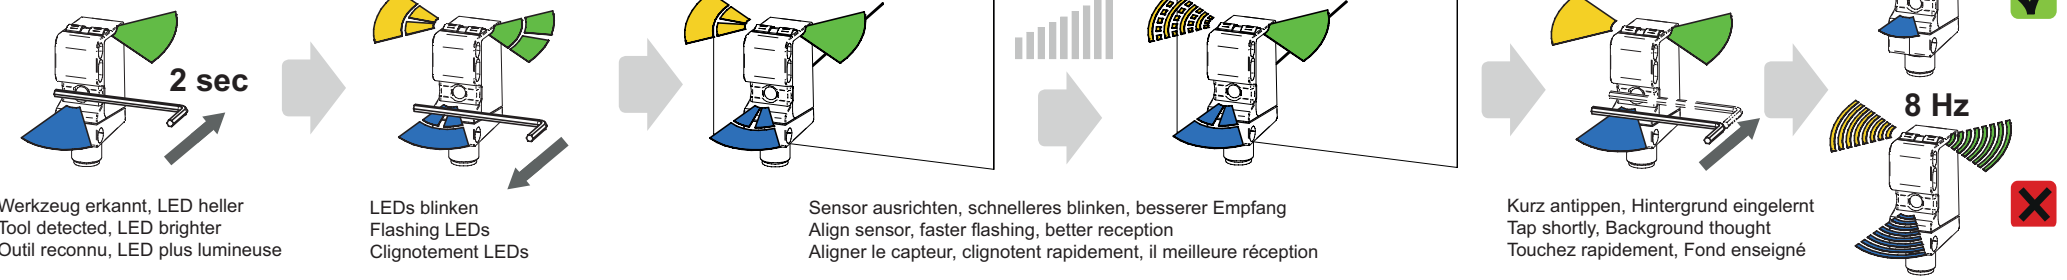 2 sec
8 Hz
Werkzeug erkannt, LED heller
Tool detected, LED brighter
Outil reconnu, LED plus lumineuse
LEDs blinken
Flashing LEDs
Clignotement LEDs
Sensor ausrichten, schnelleres blinken, besserer Empfang
Align sensor, faster flashing, better reception
Aligner le capteur, clignotent rapidement, il meilleure réception
Kurz antippen, Hintergrund eingelernt
Tap shortly, Background thought
Touchez rapidement, Fond enseigné